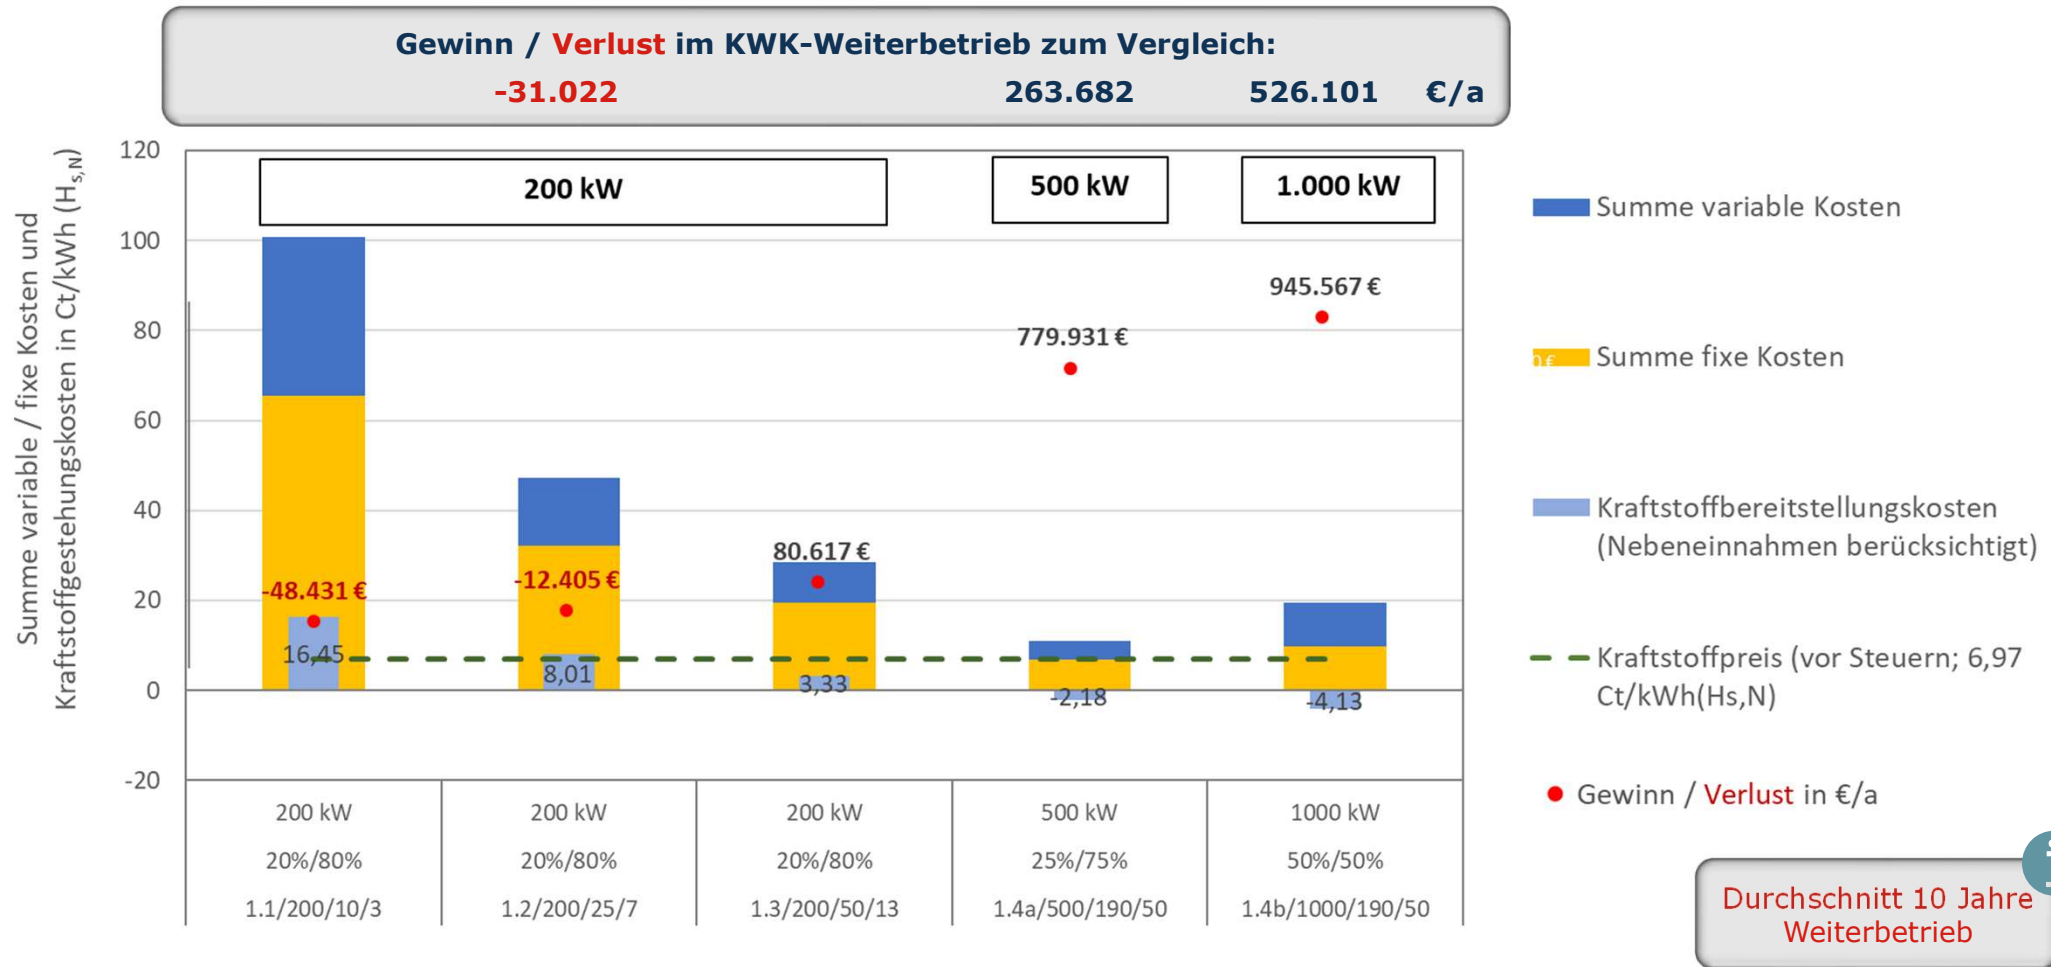 Gewinn / Verlust im KWK-Weiterbetrieb zum Vergleich:
-31.022 263.682 526.101 €/a
Summe variable / fixe Kosten und
Kraftstoffgestehungskosten in Ct/kWh (Hs,N)
120
100
80
60
40
20
0
-20
200 kW
500 kW
1.000 kW
-48.431 €
-12.405 €
80.617 €
779.931 €
945.567 €
16,45
8,01
3,33
-2,18
-4,13
200 kW 200 kW 200 kW 500 kW 1000 kW
20%/80% 20%/80% 20%/80% 25%/75% 50%/50%
1.1/200/10/3 1.2/200/25/7 1.3/200/50/13 1.4a/500/190/50 1.4b/1000/190/50
Summe variable Kosten
Summe fixe Kosten
Kraftstoffbereitstellungskosten
(Nebeneinnahmen berücksichtigt)
Kraftstoffpreis (vor Steuern; 6,97
Ct/kWh(Hs,N)
Gewinn / Verlust in €/a
Durchschnitt 10 Jahre
Weiterbetrieb